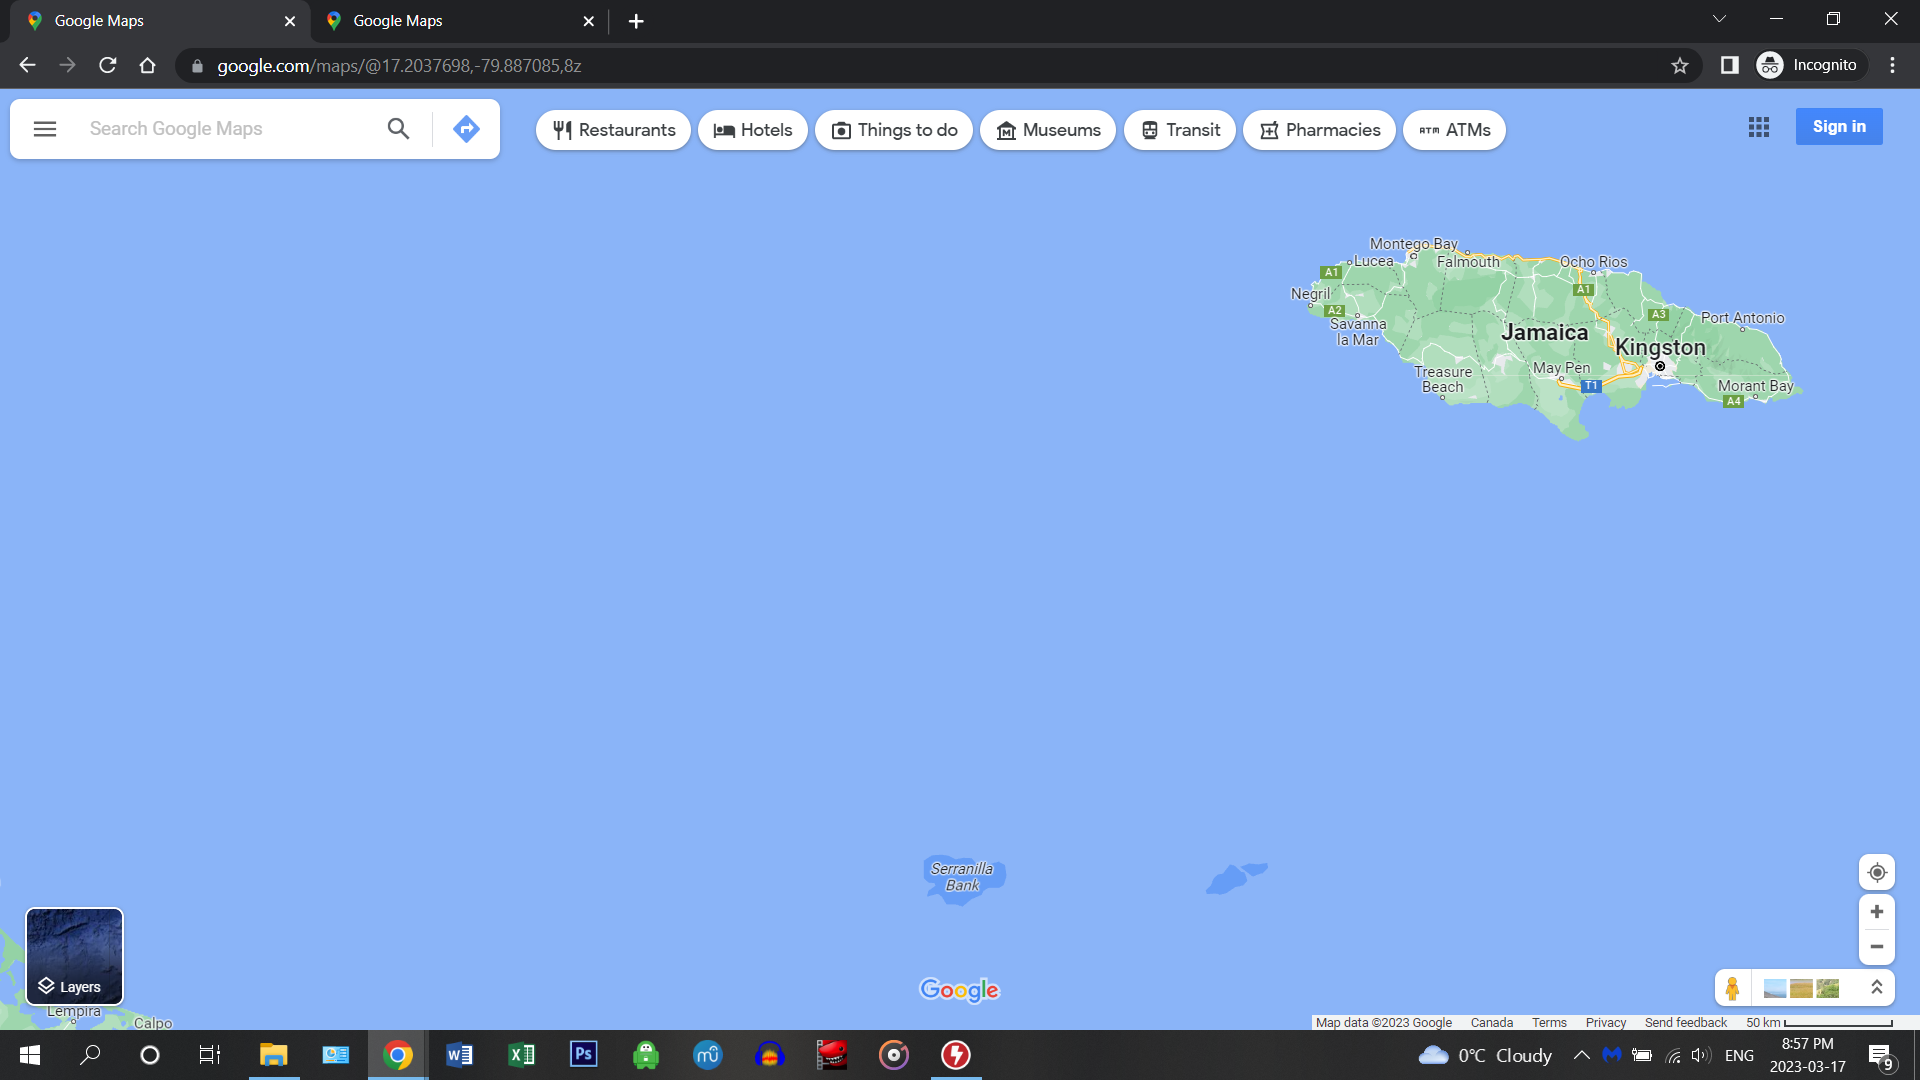 Google Maps
Google Maps
google.com/maps/@17.2037698,-79.887085,8z
Incognito
Search Google Maps
Restaurants
Hotels
Things to do
Museums
Transit
Pharmacies
ATM ATMs
Sign in
Montego Bay
Lucea
Falmouth
Ocho Rios
A1
Negril
A1
A2
A3
Savanna
la Mar
Port Antonio
Jamaica
Kingston
Treasure
Beach
May Pen
T1
Morant Bay
A4
Serranilla
Bank
Layers
Lempira
Calpo
Google
Map data ©2023 Google
Canada
Terms
Privacy
Send feedback
50 km
W
X
Ps
mu
0°C Cloudy
ENG
8:57 PM
2023-03-17
9